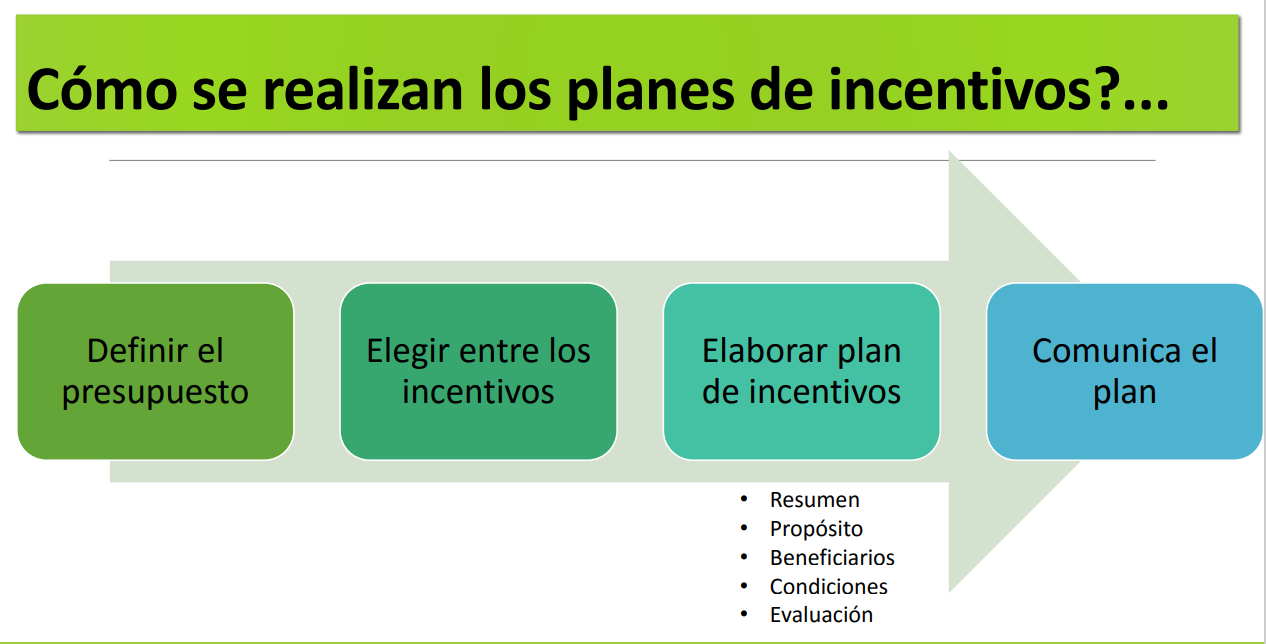 Cómo se realizan los planes de incentivos?...
Definir el
presupuesto
Elegir entre los
incentivos
Elaborar plan
de incentivos
Comunica el
plan
• Resumen
• Propósito
• Beneficiarios
• Condiciones
• Evaluación